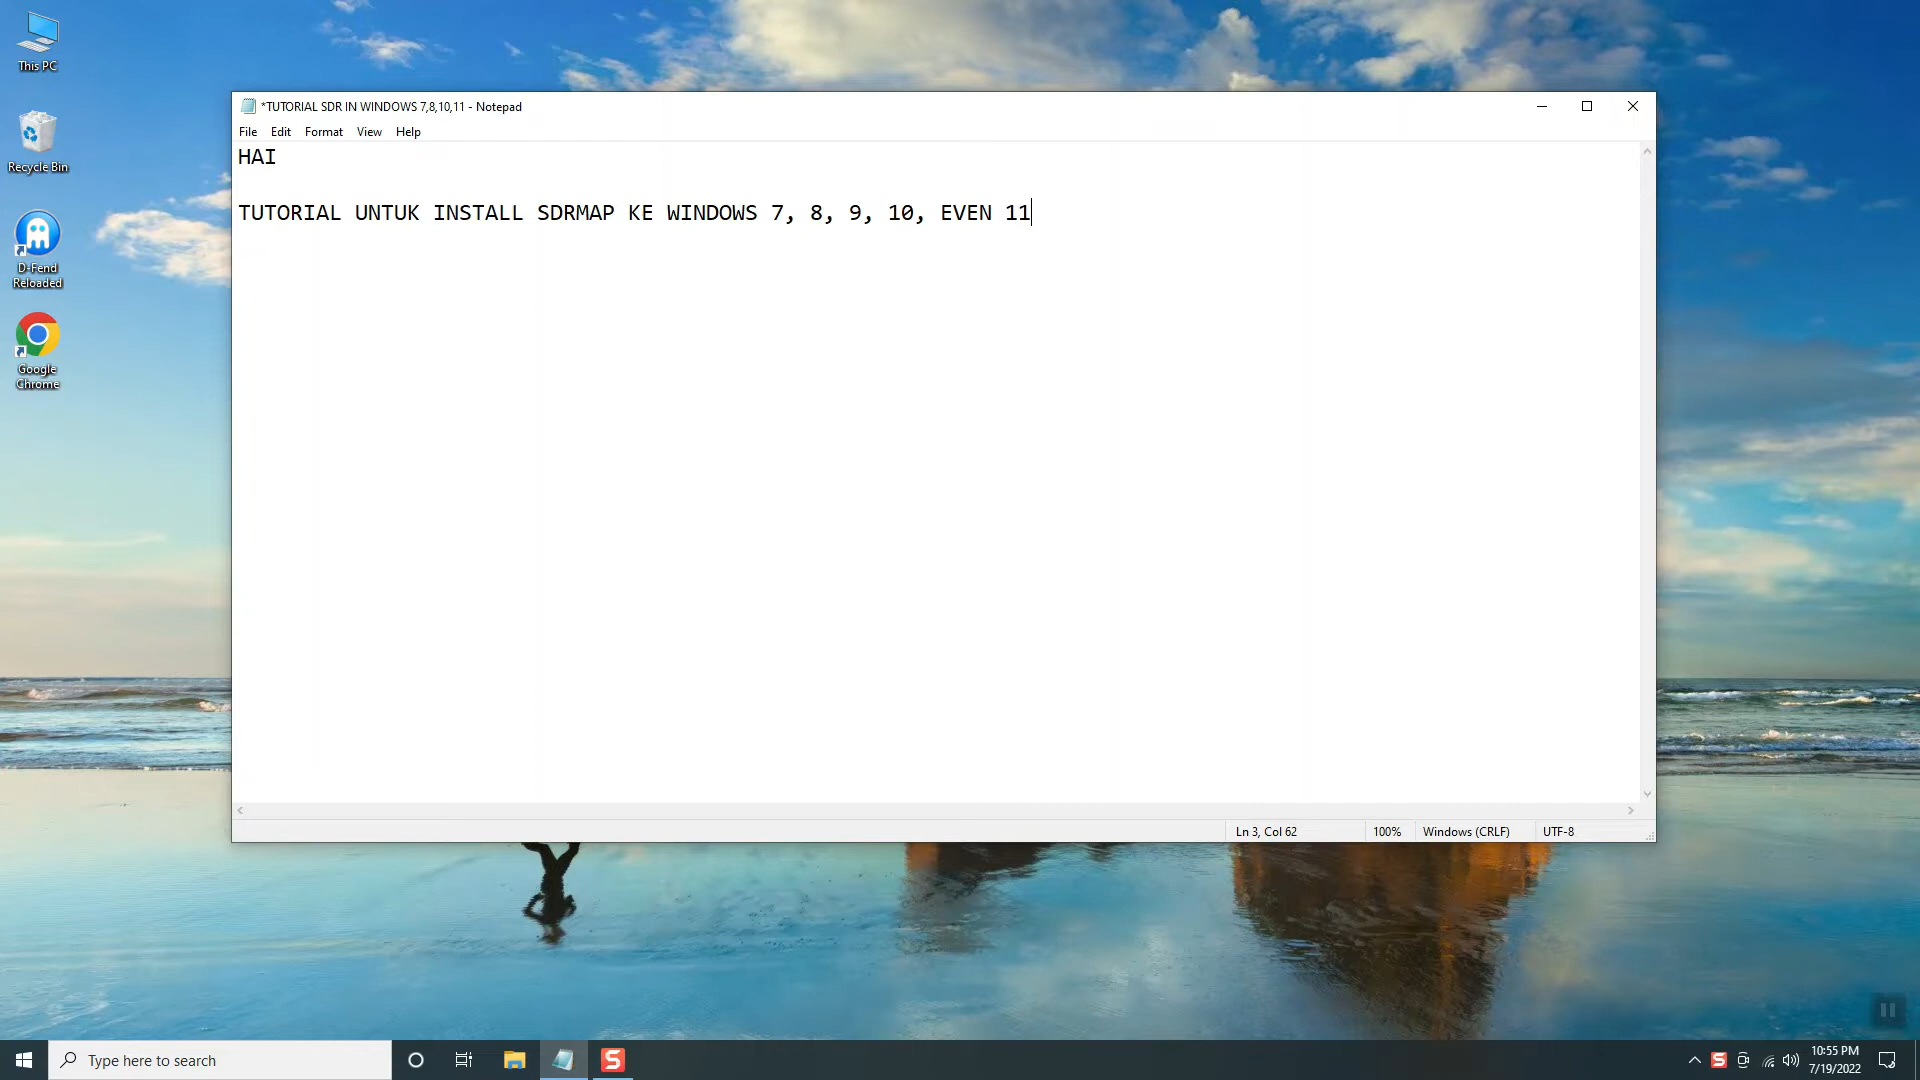 This PC
Recycle Bin
D-Fend
Reloaded
Google
Chrome
*TUTORIAL SDR IN WINDOWS 7,8,10,11 - Notepad
File Edit Format View Help
HAI
TUTORIAL UNTUK INSTALL SDRMAP KE WINDOWS 7, 8, 9, 10, EVEN 11
Ln 3, Col 62 100% Windows (CRLF) UTF-8
Type here to search
10:55 PM
7/19/2022